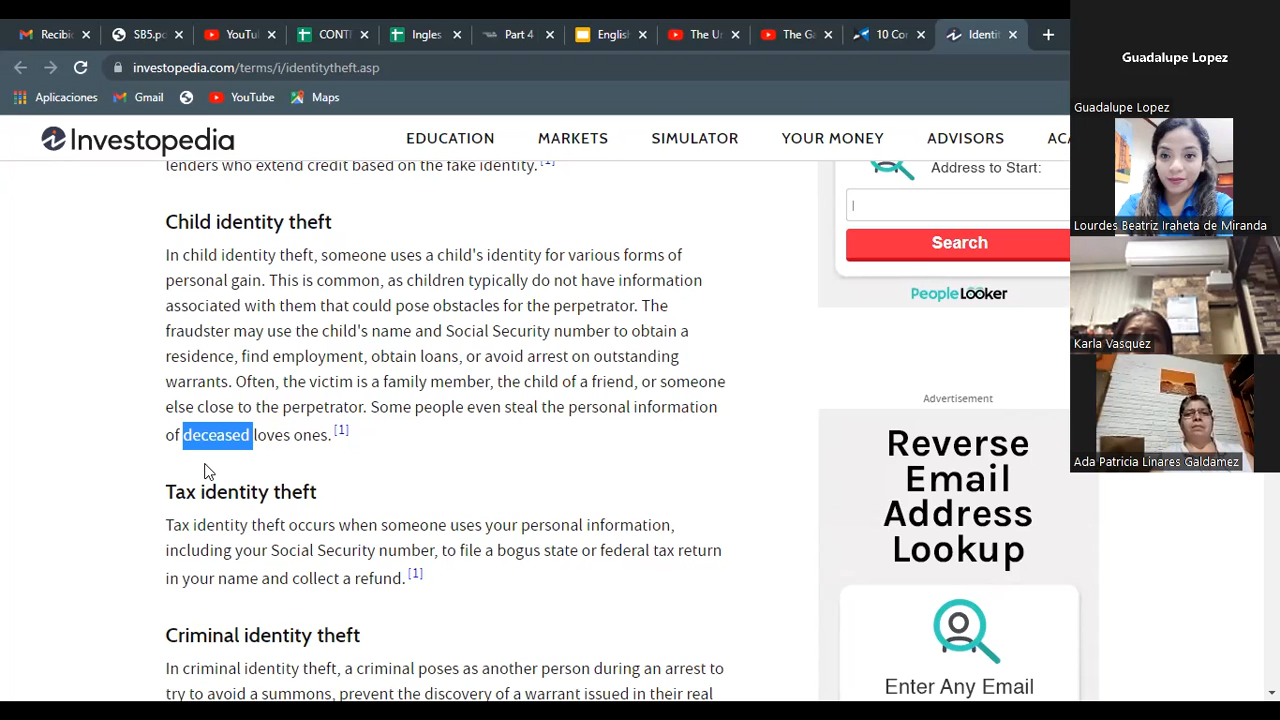 Recibic
SB5.pd
YouTu
CONTI
Ingles
Part 4
English
The Ur
The Ga
10 Cor
Identi
investopedia.com/terms/i/identitytheft.asp
Aplicaciones
Gmail
YouTube
Maps
Investopedia
EDUCATION
MARKETS
SIMULATOR
YOUR MONEY
ADVISORS
ACA
lenders who extend credit based on the fake identity. [1]
Child identity theft
In child identity theft, someone uses a child's identity for various forms of
personal gain. This is common, as children typically do not have information
associated with them that could pose obstacles for the perpetrator. The
fraudster may use the child's name and Social Security number to obtain a
residence, find employment, obtain loans, or avoid arrest on outstanding
warrants. Often, the victim is a family member, the child of a friend, or someone
else close to the perpetrator. Some people even steal the personal information
of deceased loves ones. [1]
Tax identity theft
Tax identity theft occurs when someone uses your personal information,
including your Social Security number, to file a bogus state or federal tax return
in your name and collect a refund. [1]
Criminal identity theft
In criminal identity theft, a criminal poses as another person during an arrest to
try to avoid a summons, prevent the discovery of a warrant issued in their real
Address to Start:
Search
PeopleLooker
Advertisement
Reverse
Email
Address
Lookup
Enter Any Email
Guadalupe Lopez
Guadalupe Lopez
Lourdes Beatriz Iraheta de Miranda
Karla Vasquez
Ada Patricia Linares Galdamez